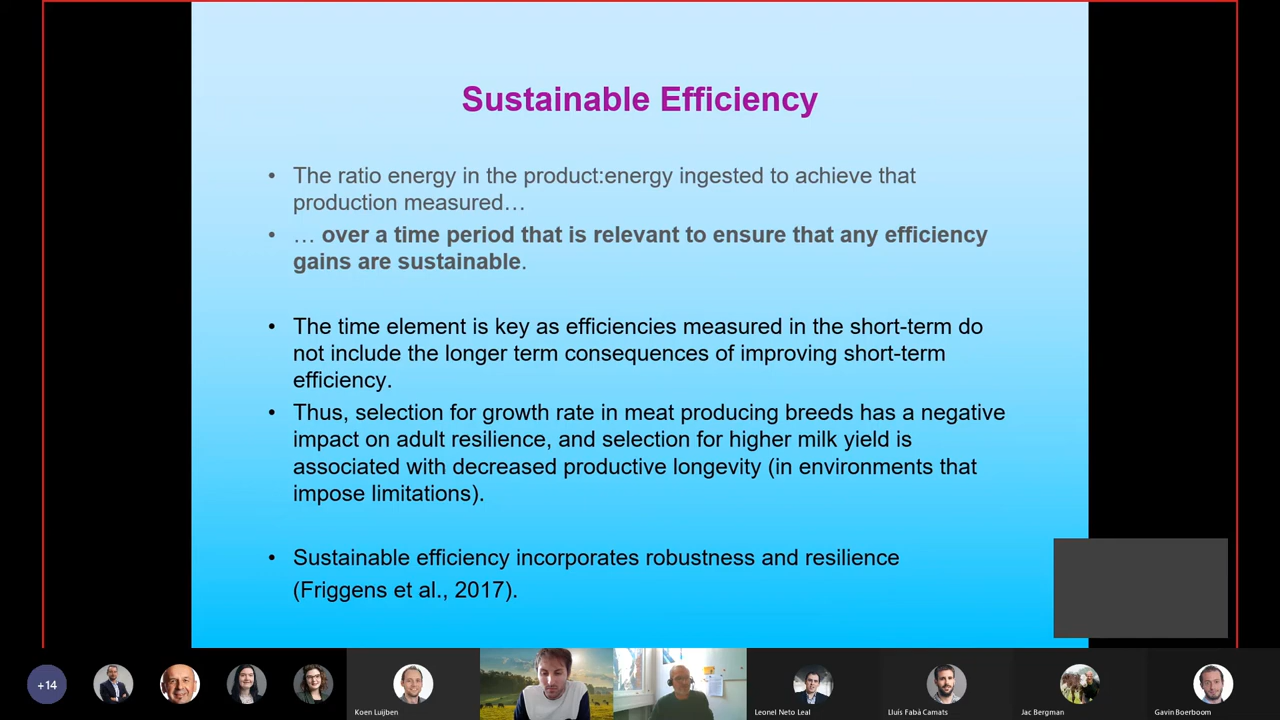 Sustainable Efficiency
• The ratio energy in the product:energy ingested to achieve that
production measured…
• … over a time period that is relevant to ensure that any efficiency
gains are sustainable.
• The time element is key as efficiencies measured in the short-term do
not include the longer term consequences of improving short-term
efficiency.
• Thus, selection for growth rate in meat producing breeds has a negative
impact on adult resilience, and selection for higher milk yield is
associated with decreased productive longevity (in environments that
impose limitations).
• Sustainable efficiency incorporates robustness and resilience
(Friggens et al., 2017).
+14
Koen Luijben
Leonel Neto Leal
Lluís Fabà Camats
Jac Bergman
Gavin Boerboom